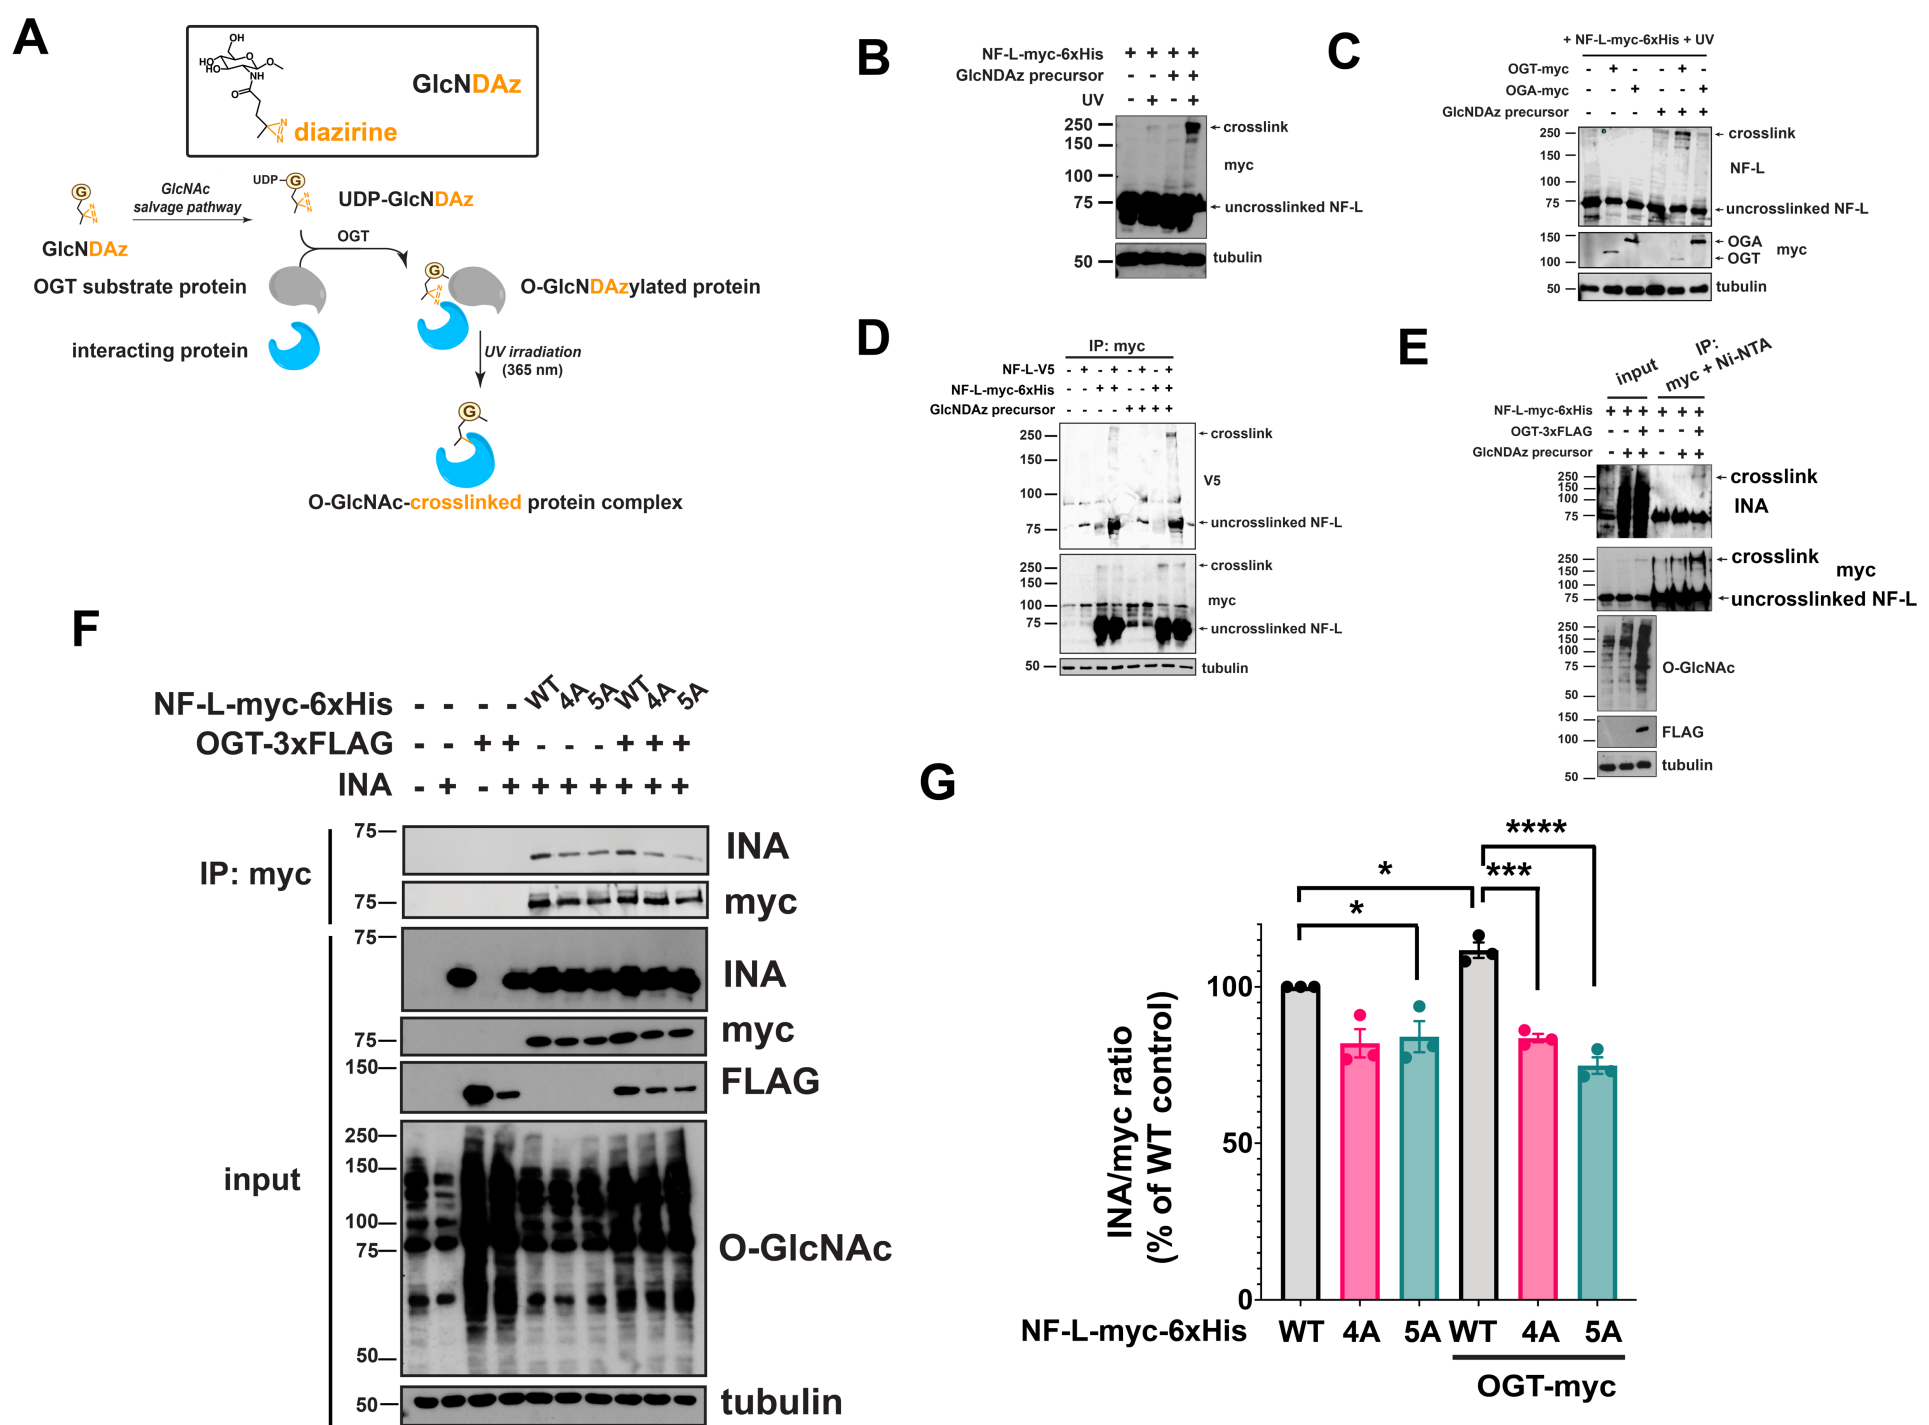 A
OH
HO
HO
O
O
NH
O
N
N
GlcNDAz
diazirine
G
N
N
GlcNAc
salvage pathway
UDP
G
N
N
UDP-GlcNDAz
GlcNDAz
OGT
OGT substrate protein
G
N
N
O-GlcNDAzylated protein
interacting protein
UV irradiation
(365 nm)
G
O-GlcNAc-crosslinked protein complex
B
NF-L-myc-6xHis + + + +
GlcNDAz precursor - - + +
UV - + - +
250
crosslink
150
myc
100
75
uncrosslinked NF-L
50
tubulin
C
+ NF-L-myc-6xHis + UV
OGT-myc - + - - + -
OGA-myc - - + - - +
GlcNDAz precursor - - - + + +
250
crosslink
150
NF-L
100
75
uncrosslinked NF-L
150
OGA
myc
100
OGT
50
tubulin
D
IP: myc
NF-L-V5 - + - + - + - +
NF-L-myc-6xHis - - + + - - + +
GlcNDAz precursor - - - - + + + +
250
crosslink
150
V5
100
75
uncrosslinked NF-L
250
crosslink
150
100
myc
75
uncrosslinked NF-L
50
tubulin
E
input
IP:
myc + Ni-NTA
NF-L-myc-6xHis + + + + + +
OGT-3xFLAG - - + - - +
GlcNDAz precursor - + + - + +
250
crosslink
150
100
INA
75
250
crosslink
150
myc
100
75
uncrosslinked NF-L
250
150
100
O-GlcNAc
75
50
150
FLAG
100
tubulin
50
F
NF-L-myc-6xHis - - - - WT 4A 5A WT 4A 5A
OGT-3xFLAG - - + + - - - + + +
INA - + - + + + + + + +
IP: myc
75
INA
75
myc
input
75
INA
75
myc
150
FLAG
250
150
100
75
O-GlcNAc
50
50
tubulin
G
****
* ***
*
INA/myc ratio
(% of WT control)
100
50
0
NF-L-myc-6xHis WT 4A 5A WT 4A 5A
OGT-myc